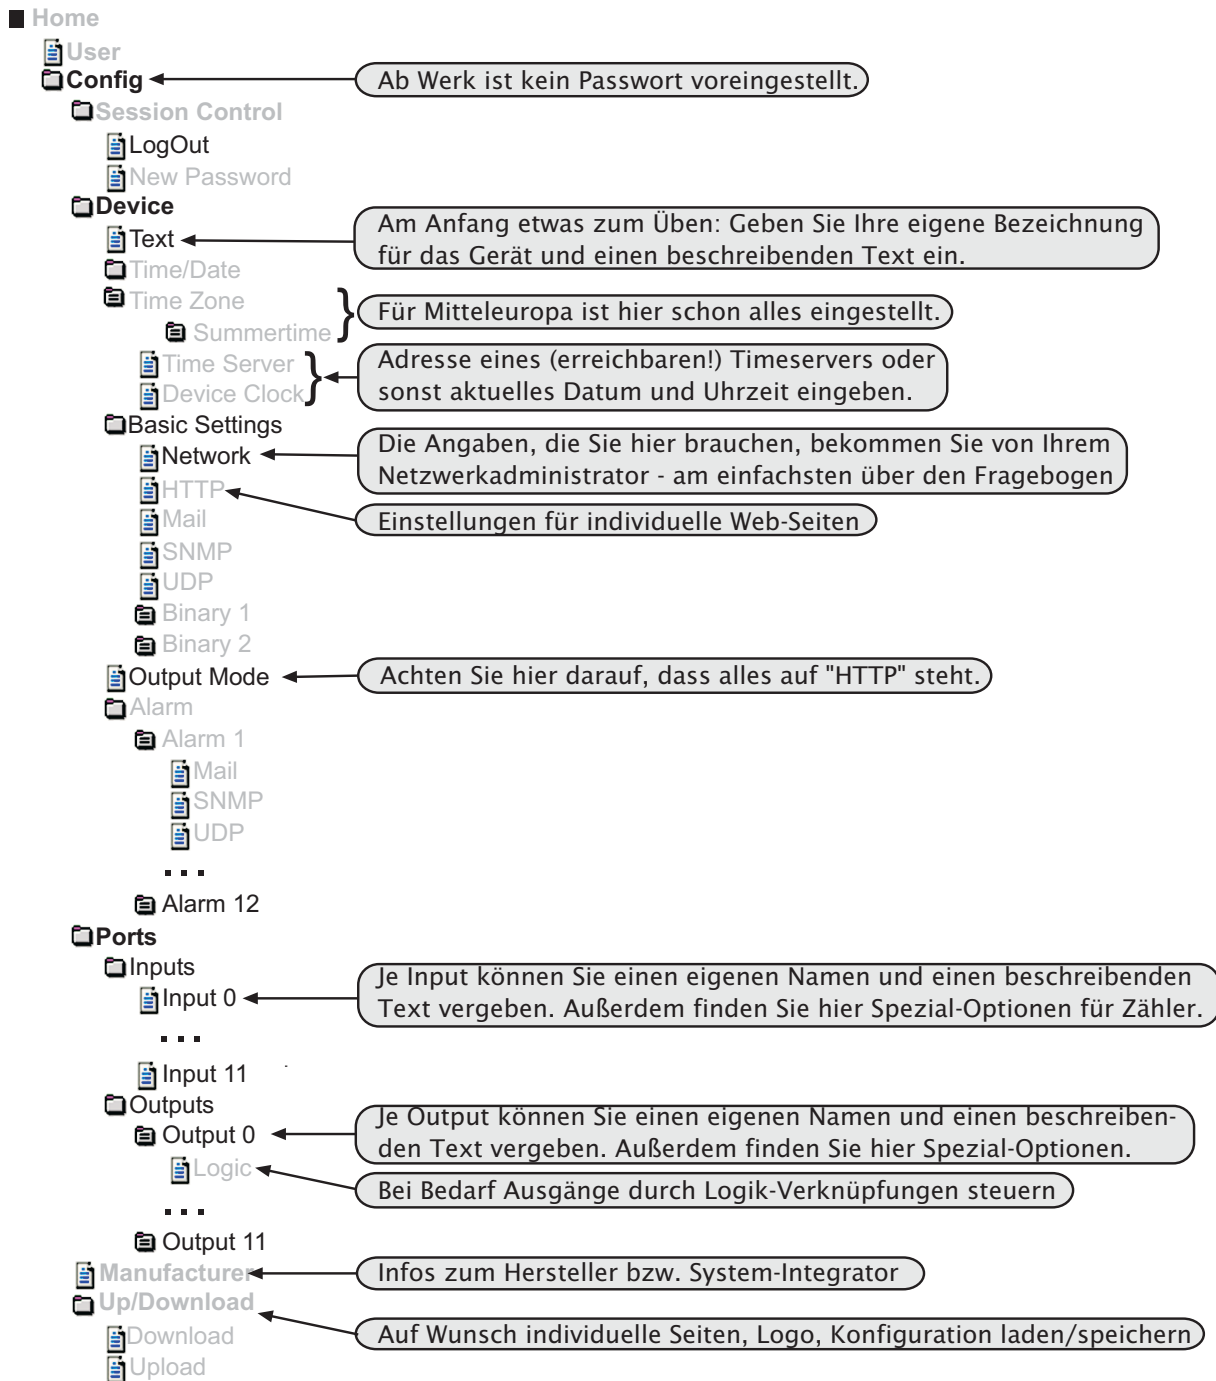 Home
User
Config
Ab Werk ist kein Passwort voreingestellt.
Session Control
LogOut
New Password
Device
Text
Am Anfang etwas zum Üben: Geben Sie Ihre eigene Bezeichnung
für das Gerät und einen beschreibenden Text ein.
Time/Date
Time Zone
Summertime
Für Mitteleuropa ist hier schon alles eingestellt.
Time Server
Device Clock
Adresse eines (erreichbaren!) Timeservers oder
sonst aktuelles Datum und Uhrzeit eingeben.
Basic Settings
Network
Die Angaben, die Sie hier brauchen, bekommen Sie von Ihrem
Netzwerkadministrator - am einfachsten über den Fragebogen
HTTP
Einstellungen für individuelle Web-Seiten
Mail
SNMP
UDP
Binary 1
Binary 2
Output Mode
Achten Sie hier darauf, dass alles auf "HTTP" steht.
Alarm
Alarm 1
Mail
SNMP
UDP
...
Alarm 12
Ports
Inputs
Input 0
Je Input können Sie einen eigenen Namen und einen beschreibenden
Text vergeben. Außerdem finden Sie hier Spezial-Optionen für Zähler.
...
Input 11
Outputs
Output 0
Je Output können Sie einen eigenen Namen und einen beschreiben-
den Text vergeben. Außerdem finden Sie hier Spezial-Optionen.
Logic
Bei Bedarf Ausgänge durch Logik-Verknüpfungen steuern
...
Output 11
Manufacturer
Infos zum Hersteller bzw. System-Integrator
Up/Download
Download
Auf Wunsch individuelle Seiten, Logo, Konfiguration laden/speichern
Upload